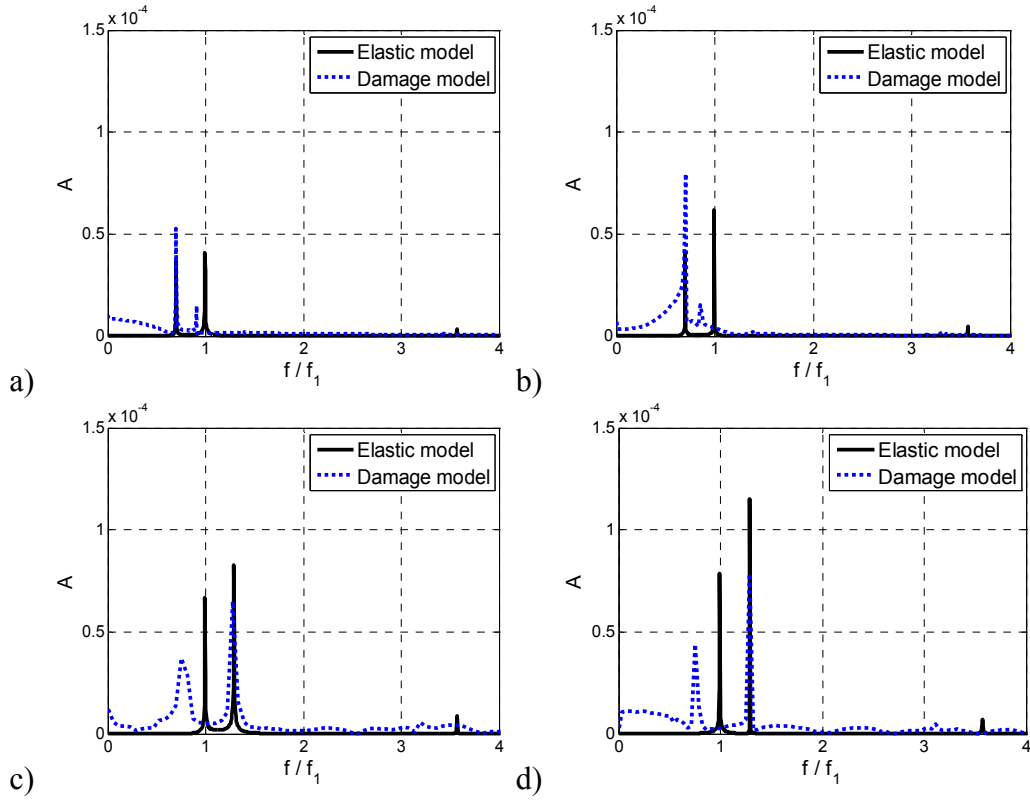 x 10⁻⁴
1.5
1
0.5
0
A
Elastic model
Damage model
0 1 2 3 4
f / f₁
a)
x 10⁻⁴
1.5
1
0.5
0
A
Elastic model
Damage model
0 1 2 3 4
f / f₁
b)
x 10⁻⁴
1.5
1
0.5
0
A
Elastic model
Damage model
0 1 2 3 4
f / f₁
c)
x 10⁻⁴
1.5
1
0.5
0
A
Elastic model
Damage model
0 1 2 3 4
f / f₁
d)